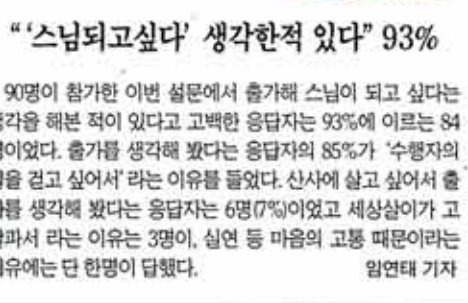 “‘스님되고싶다’ 생각한적 있다” 93%
90명이 참가한 이번 설문에서 출가해 스님이 되고 싶다는
생각을 해본 적이 있다고 고백한 응답자는 93%에 이르는 84
명이었다. 출가를 생각해 봤다는 응답자의 85%가 ‘수행자의
길을 걷고 싶어서’ 라는 이유를 들었다. 산사에 살고 싶어서 출
가를 생각해 봤다는 응답자는 6명(7%)이었고 세상살이가 고
달파서 라는 이유는 3명이, 실연 등 마음의 고통 때문이라는
이유에는 단 한명이 답했다. 임연태 기자